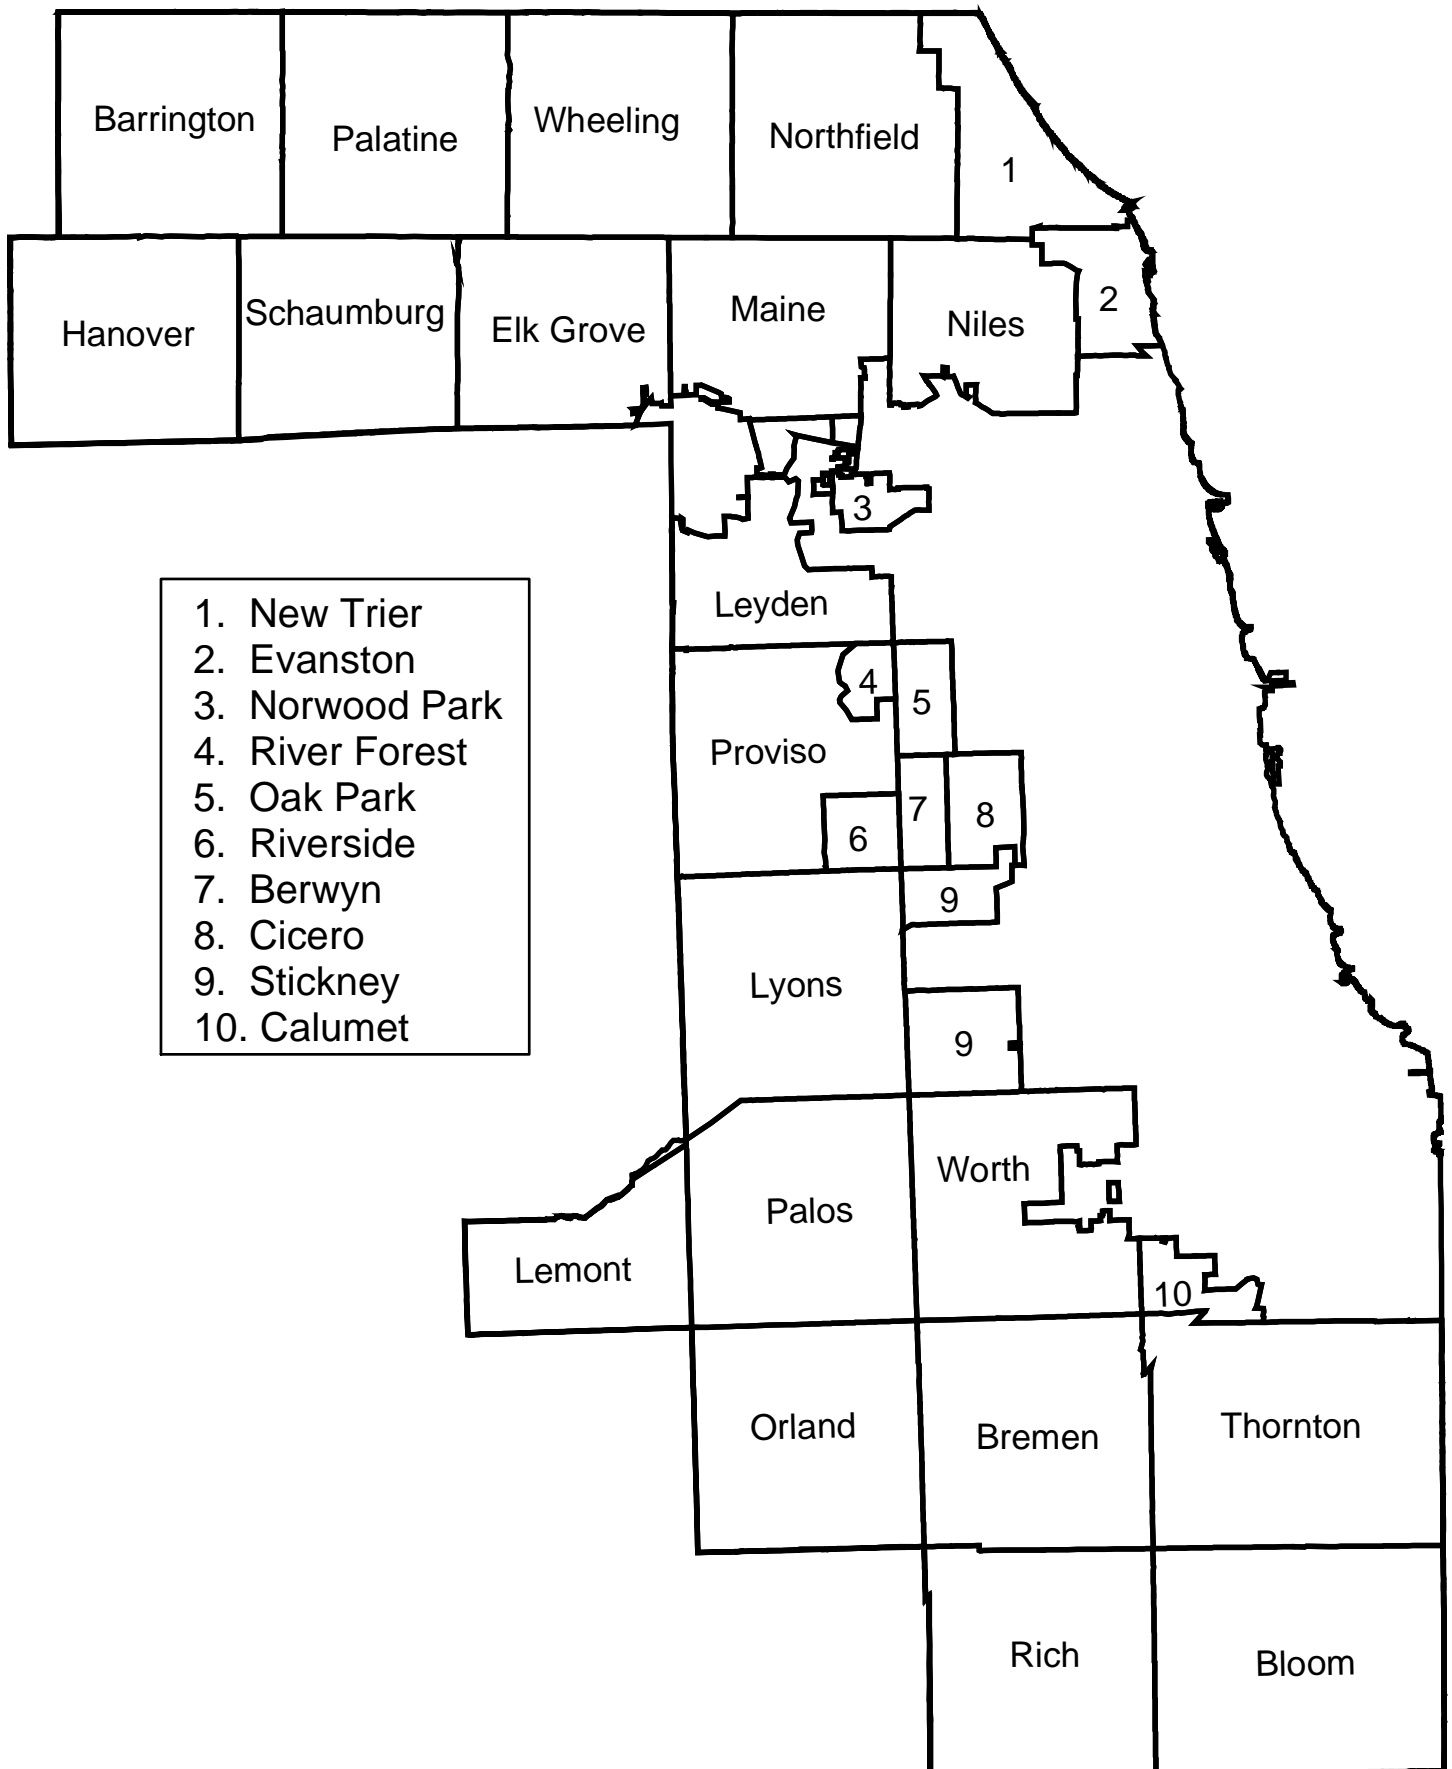 Barrington
Palatine
Wheeling
Northfield
1
Hanover
Schaumburg
Elk Grove
Maine
Niles
2
3
Leyden
1. New Trier
2. Evanston
3. Norwood Park
4. River Forest
5. Oak Park
6. Riverside
7. Berwyn
8. Cicero
9. Stickney
10. Calumet
4
5
Proviso
6
7
8
9
Lyons
9
Worth
Palos
Lemont
10
Orland
Bremen
Thornton
Rich
Bloom